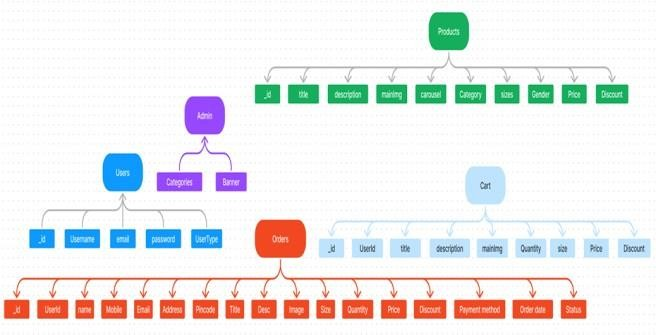 Products
_id title description mainImg carousel Category sizes Gender Price Discount
Admin
Categories Banner
Users
_id Username email password UserType
Cart
_id UserId title description mainImg Quantity size Price Discount
Orders
_id UserId name Mobile Email Address Pincode Title Desc Image Size Quantity Price Discount Payment method Order date Status